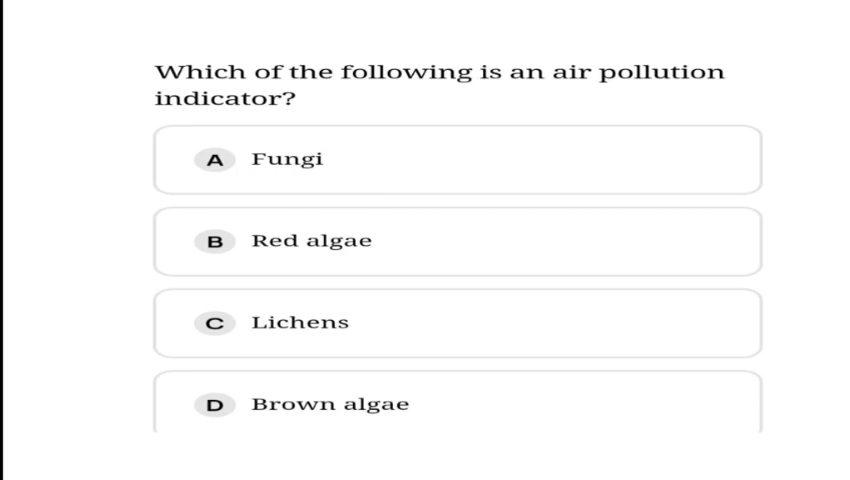 Which of the following is an air pollution
indicator?
A Fungi
B Red algae
C Lichens
D Brown algae